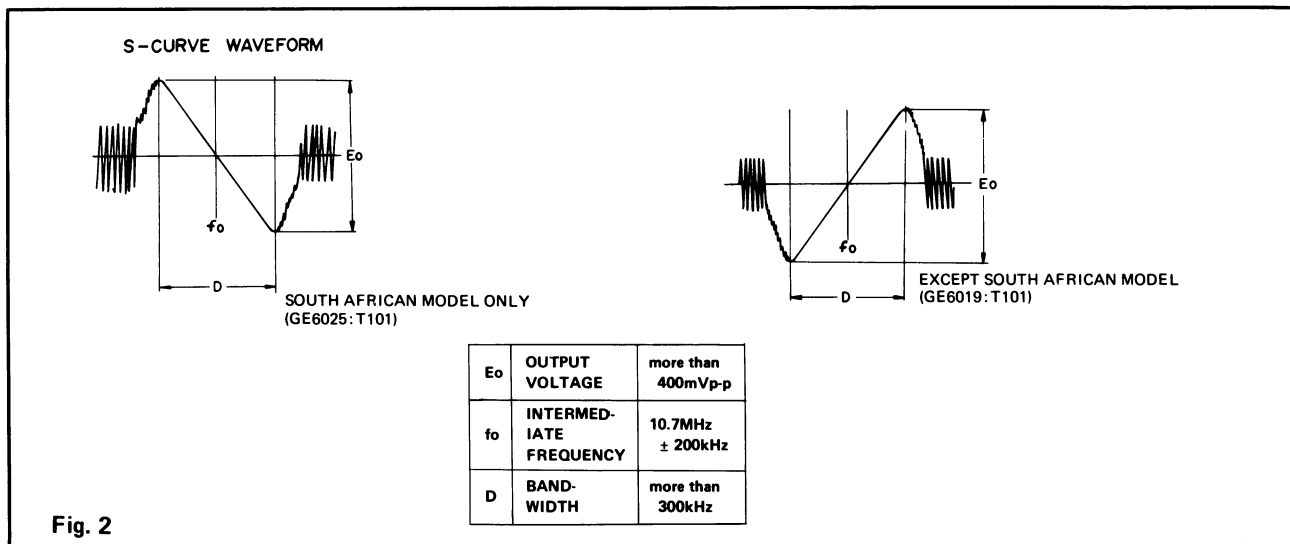 S-CURVE WAVEFORM
Eo
fo
D
SOUTH AFRICAN MODEL ONLY
(GE6025:T101)
Eo
fo
D
EXCEPT SOUTH AFRICAN MODEL
(GE6019:T101)
Eo
OUTPUT
VOLTAGE
more than
400mVp-p
fo
INTERMED-
IATE
FREQUENCY
10.7MHz
± 200kHz
D
BAND-
WIDTH
more than
300kHz
Fig. 2